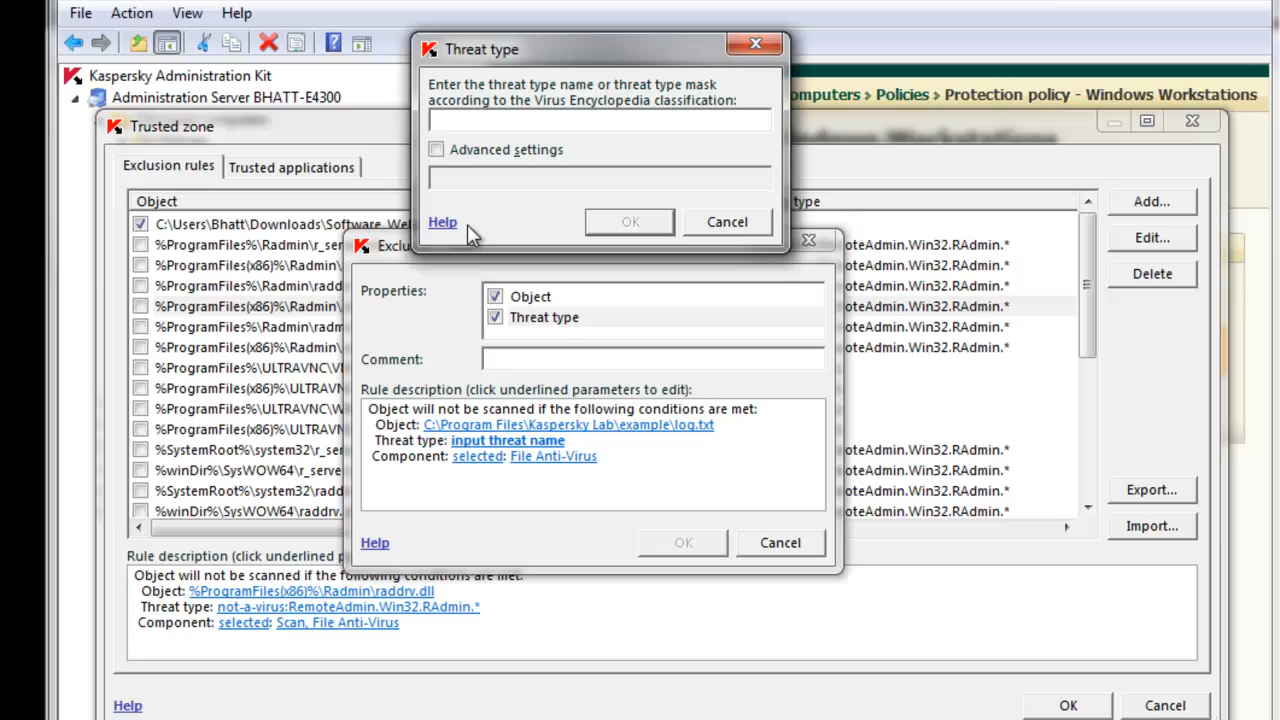 File Action View Help
Kaspersky Administration Kit
Administration Server BHATT-E4300
Threat type
Enter the threat type name or threat type mask
according to the Virus Encyclopedia classification:
Advanced settings
Help OK Cancel
omputers > Policies > Protection policy - Windows Workstations
Trusted zone
Exclusion rules Trusted applications
Object type
C:\Users\Bhatt\Downloads\Software_We
%ProgramFiles%\Radmin\r_ser oteAdmin.Win32.RAdmin.*
%ProgramFiles(x86)%\Radmin\ oteAdmin.Win32.RAdmin.*
%ProgramFiles%\Radmin\radd oteAdmin.Win32.RAdmin.*
%ProgramFiles(x86)%\Radmin\ oteAdmin.Win32.RAdmin.*
%ProgramFiles%\Radmin\radm oteAdmin.Win32.RAdmin.*
%ProgramFiles(x86)%\Radmin\ oteAdmin.Win32.RAdmin.*
%ProgramFiles%\ULTRAVNC\V
%ProgramFiles(x86)%\ULTRAVN
%ProgramFiles%\ULTRAVNC\W
%ProgramFiles(x86)%\ULTRAVN
%SystemRoot%\system32\r_ser oteAdmin.Win32.RAdmin.*
%winDir%\SysWOW64\r_serve oteAdmin.Win32.RAdmin.*
%SystemRoot%\system32\radd oteAdmin.Win32.RAdmin.*
%winDir%\SysWOW64\raddrv. oteAdmin.Win32.RAdmin.*
Add...
Edit...
Delete
Export...
Import...
Exclu
Properties: Object
Threat type
Comment:
Rule description (click underlined parameters to edit):
Object will not be scanned if the following conditions are met:
Object: C:\Program Files\Kaspersky Lab\example\log.txt
Threat type: input threat name
Component: selected: File Anti-Virus
Help OK Cancel
Rule description (click underlined p
Object will not be scanned if the following conditions are met:
Object: %ProgramFiles(x86)%\Radmin\raddrv.dll
Threat type: not-a-virus:RemoteAdmin.Win32.RAdmin.*
Component: selected: Scan, File Anti-Virus
Help OK Cancel